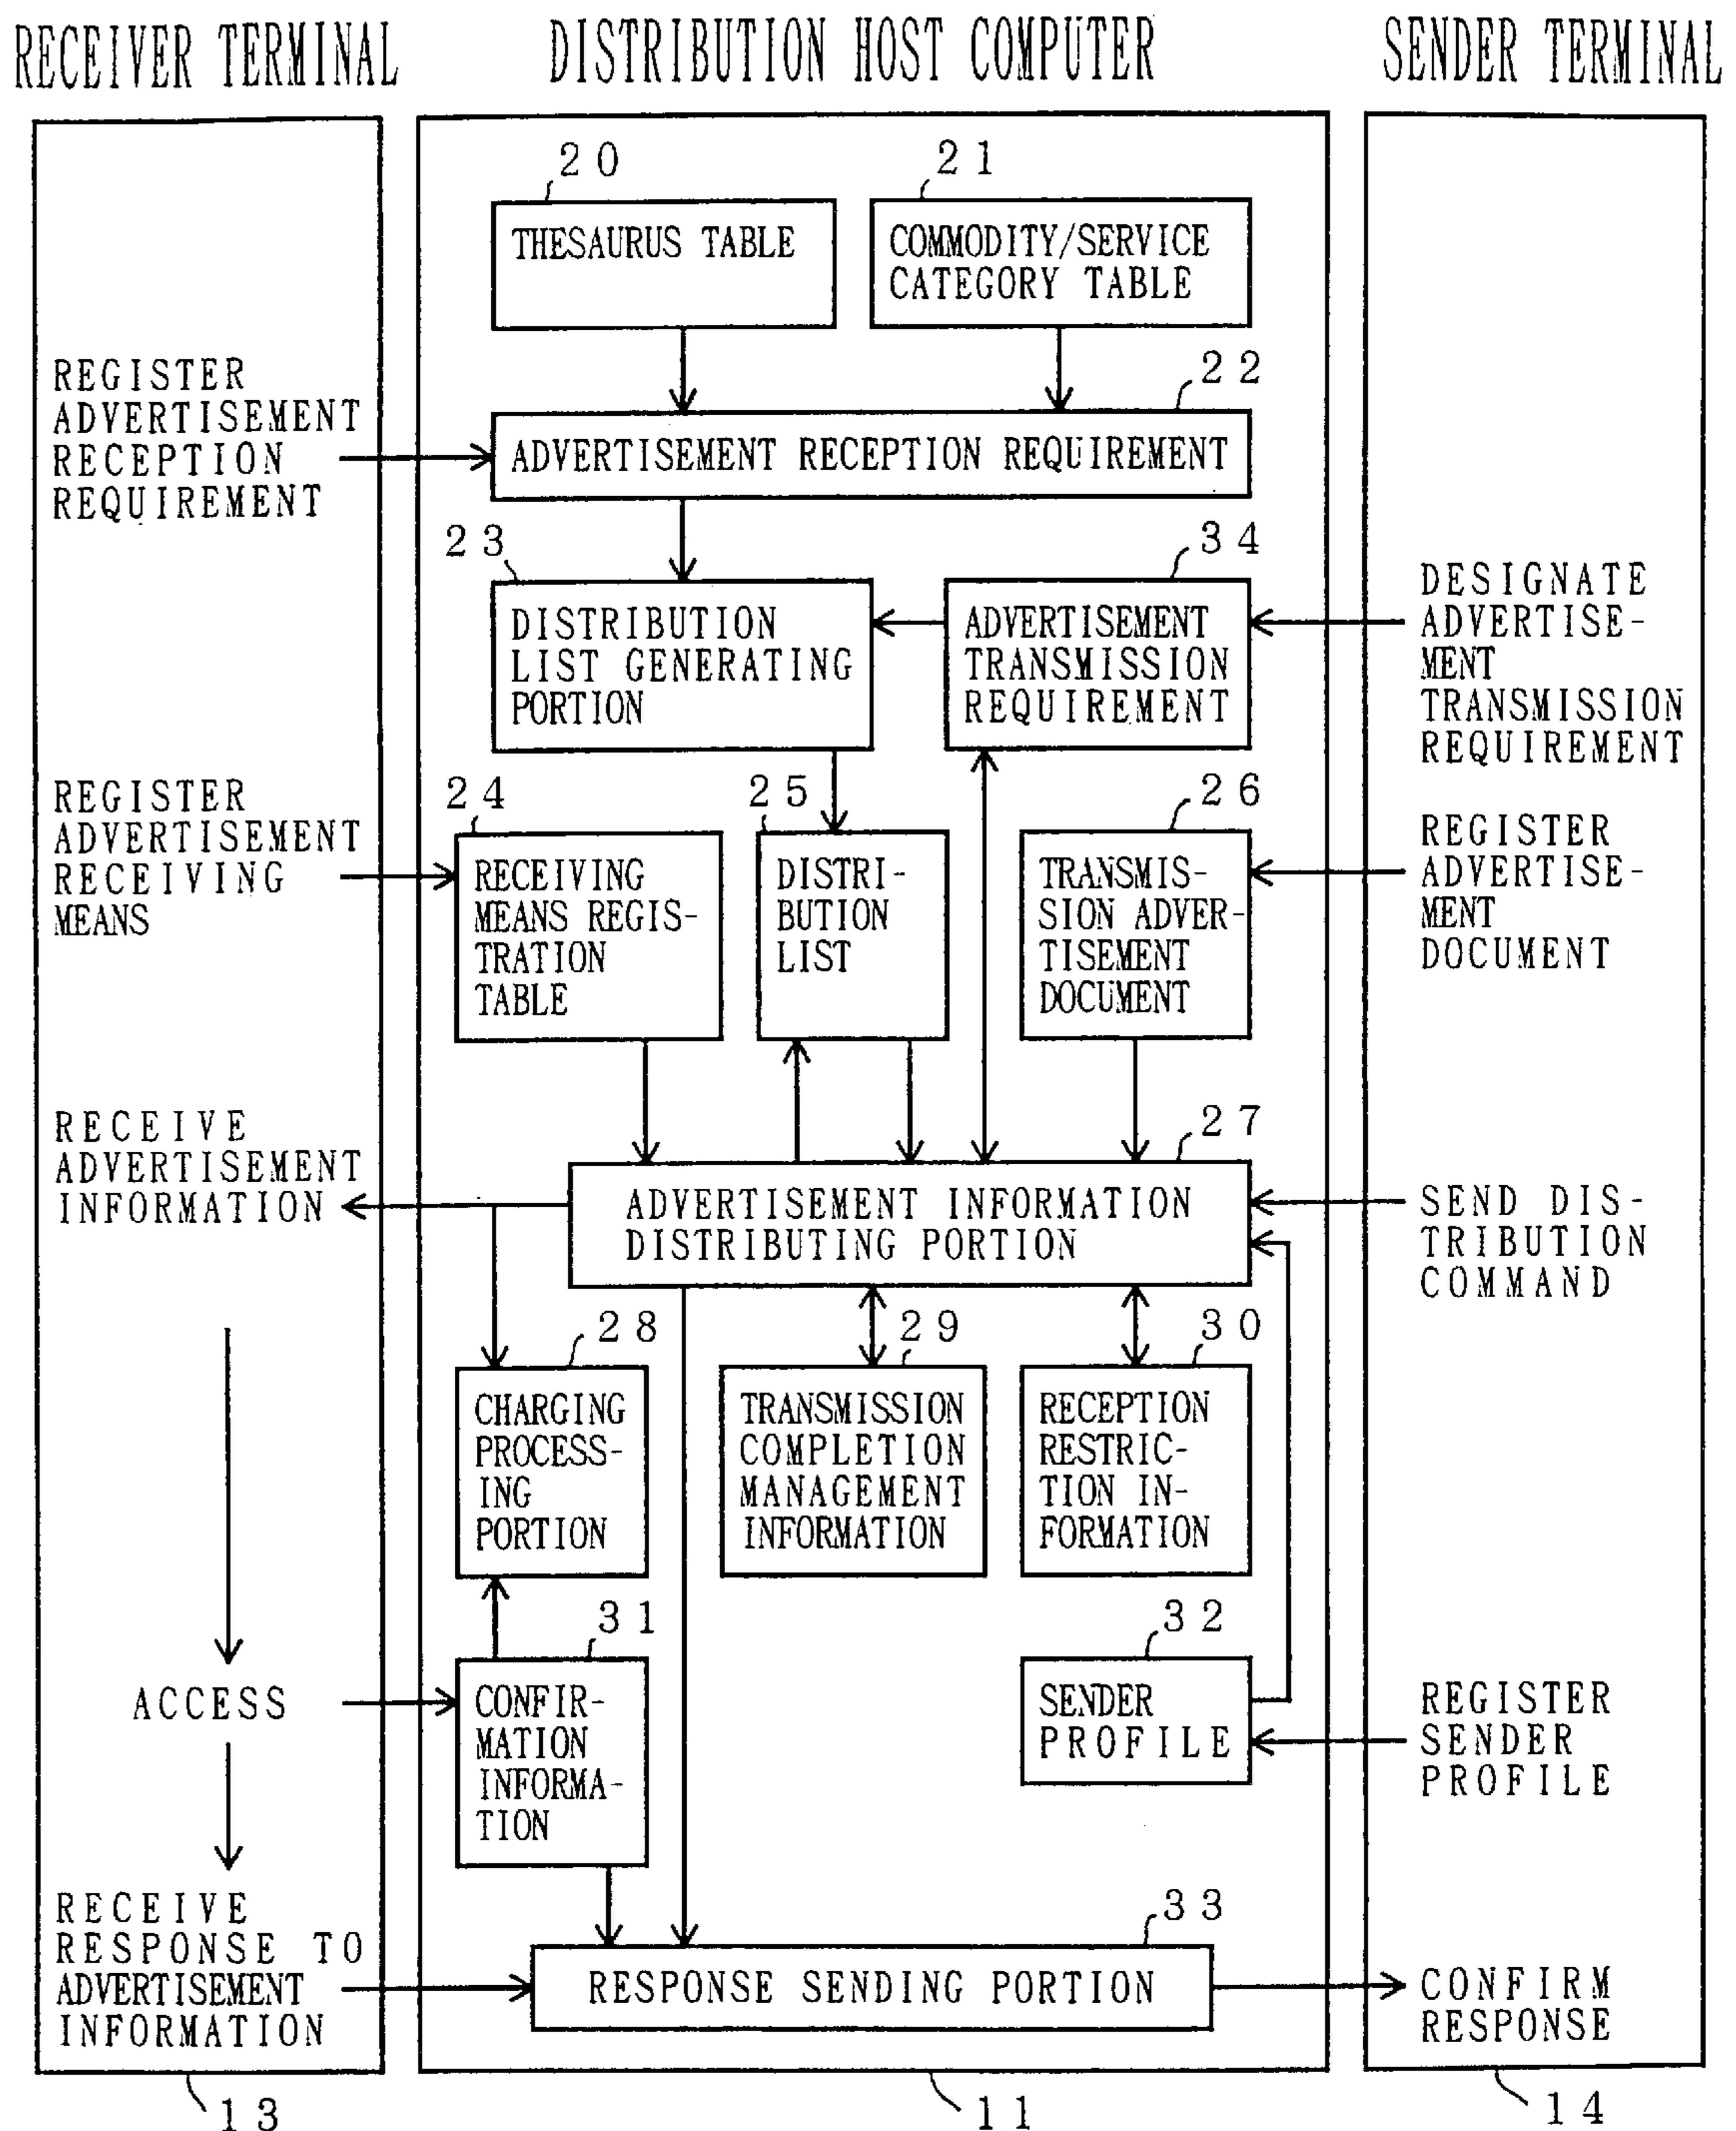 RECEIVER TERMINAL
DISTRIBUTION HOST COMPUTER
SENDER TERMINAL
20
THESAURUS TABLE
21
COMMODITY/SERVICE
CATEGORY TABLE
REGISTER
ADVERTISEMENT
RECEPTION
REQUIREMENT
22
ADVERTISEMENT RECEPTION REQUIREMENT
23
DISTRIBUTION
LIST GENERATING
PORTION
34
ADVERTISEMENT
TRANSMISSION
REQUIREMENT
DESIGNATE
ADVERTISE-
MENT
TRANSMISSION
REQUIREMENT
REGISTER
ADVERTISEMENT
RECEIVING
MEANS
24
RECEIVING
MEANS REGIS-
TRATION
TABLE
25
DISTRI-
BUTION
LIST
26
TRANSMIS-
SION ADVER-
TISEMENT
DOCUMENT
REGISTER
ADVERTISE-
MENT
DOCUMENT
RECEIVE
ADVERTISEMENT
INFORMATION
27
ADVERTISEMENT INFORMATION
DISTRIBUTING PORTION
SEND DIS-
TRIBUTION
COMMAND
28
CHARGING
PROCESS-
ING
PORTION
29
TRANSMISSION
COMPLETION
MANAGEMENT
INFORMATION
30
RECEPTION
RESTRIC-
TION IN-
FORMATION
ACCESS
31
CONFIR-
MATION
INFORMA-
TION
32
SENDER
PROFILE
REGISTER
SENDER
PROFILE
RECEIVE
RESPONSE TO
ADVERTISEMENT
INFORMATION
33
RESPONSE SENDING PORTION
CONFIRM
RESPONSE
13
11
14